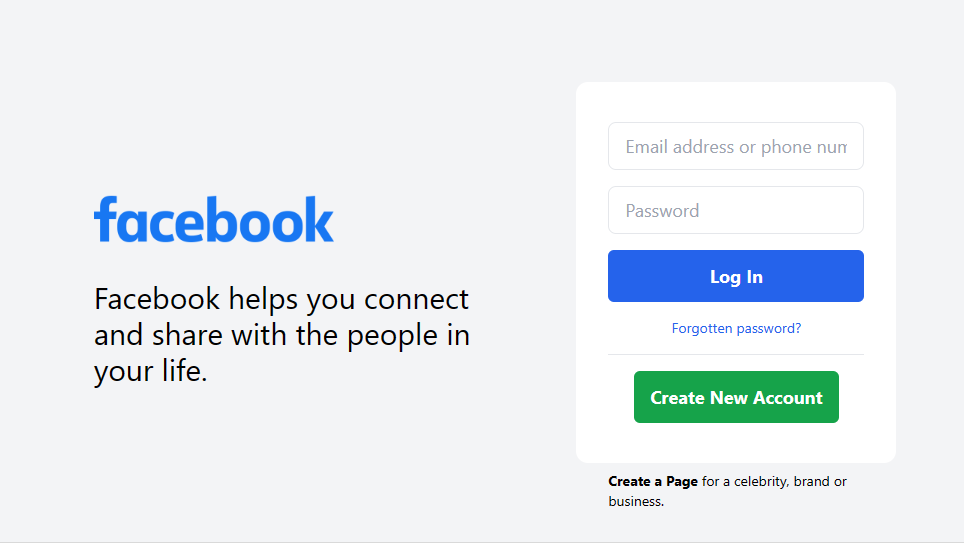 facebook
Facebook helps you connect
and share with the people in
your life.
Email address or phone num
Password
Log In
Forgotten password?
Create New Account
Create a Page for a celebrity, brand or
business.